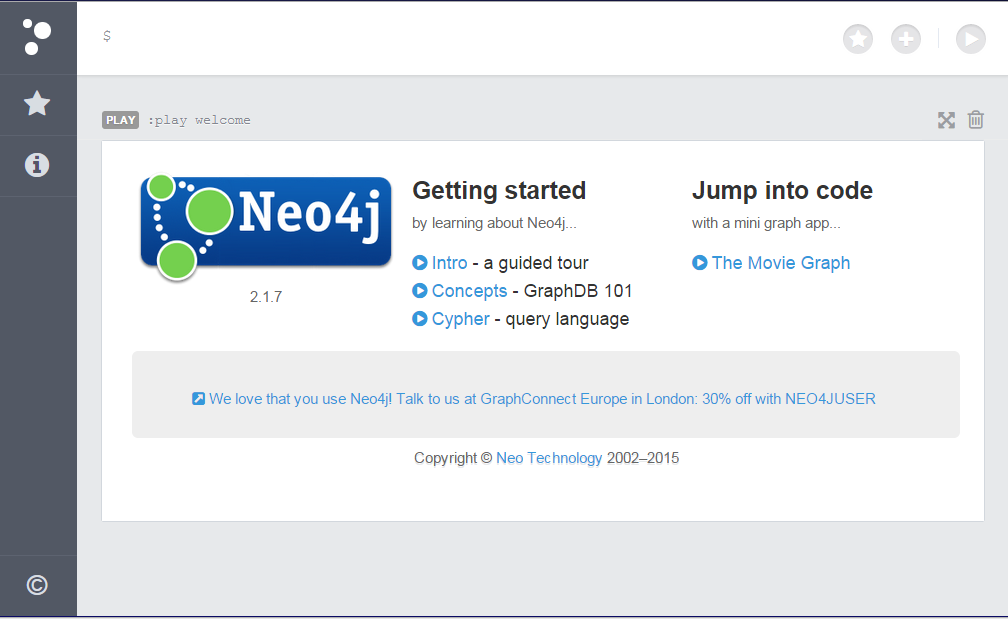 $
PLAY :play welcome
Neo4j
2.1.7
Getting started
by learning about Neo4j...
Intro - a guided tour
Concepts - GraphDB 101
Cypher - query language
Jump into code
with a mini graph app...
The Movie Graph
We love that you use Neo4j! Talk to us at GraphConnect Europe in London: 30% off with NEO4JUSER
Copyright © Neo Technology 2002–2015
©